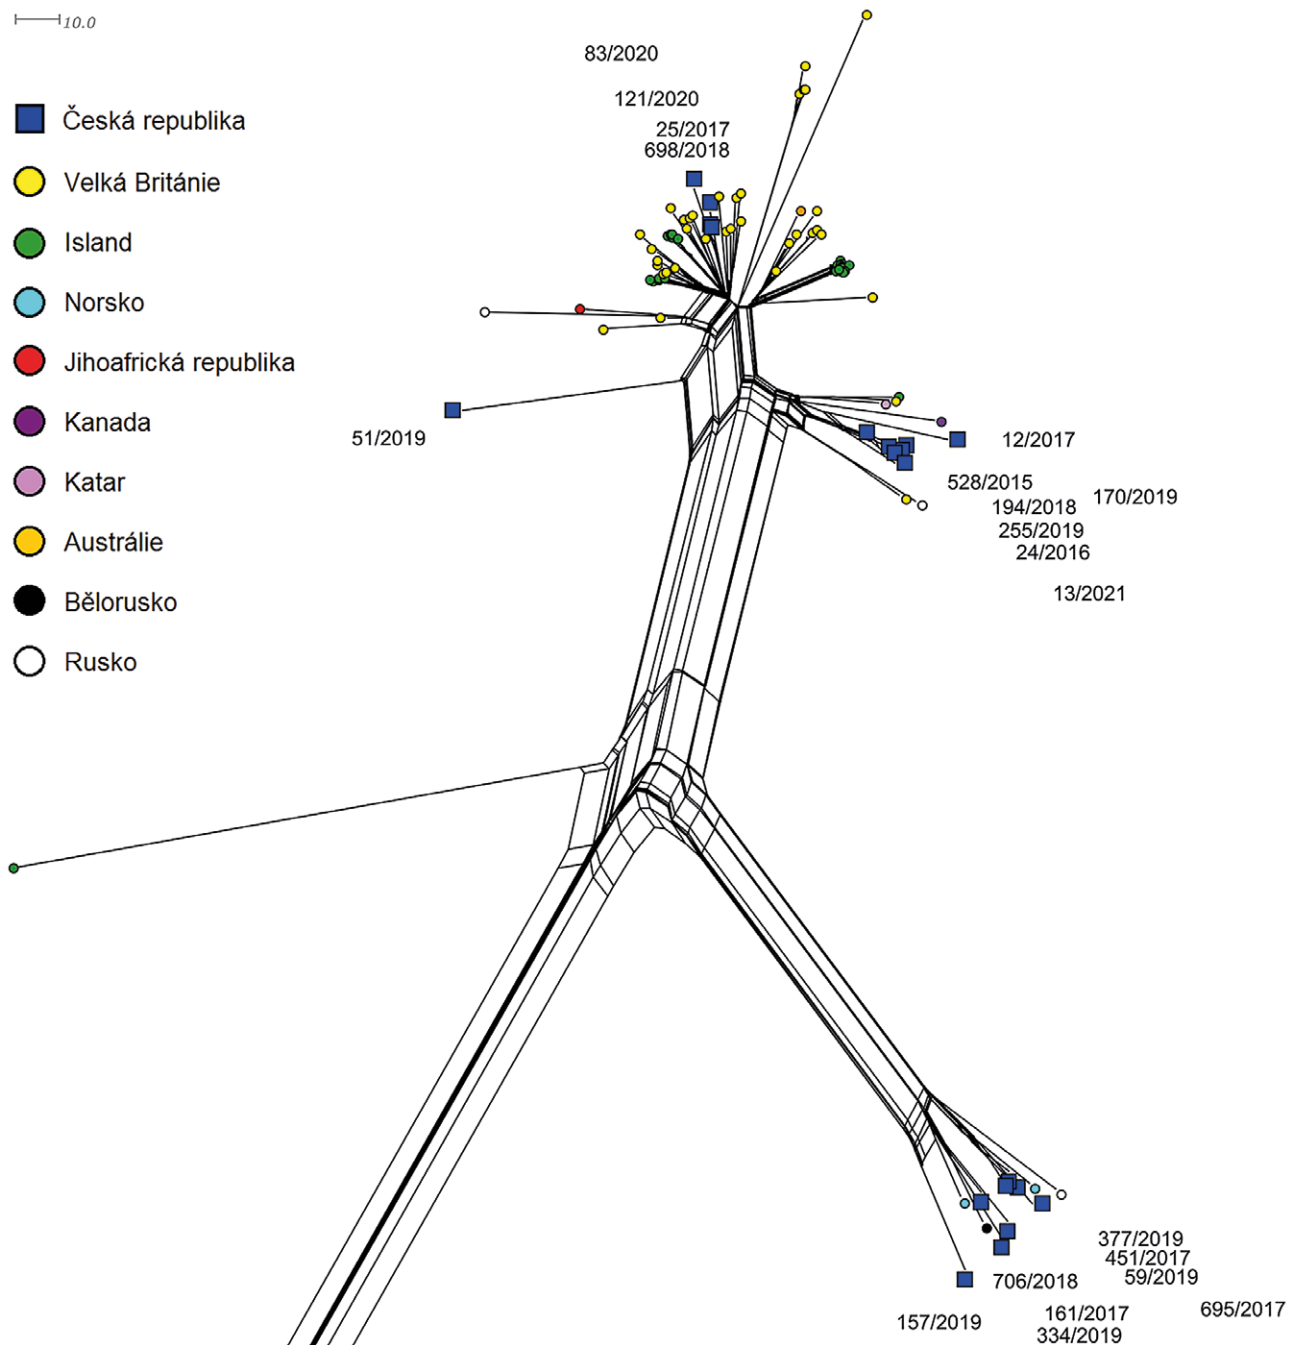 10.0
83/2020
121/2020
25/2017
698/2018
Česká republika
Velká Británie
Island
Norsko
Jihoafrická republika
Kanada
Katar
Austrálie
Bělorusko
Rusko
51/2019
12/2017
528/2015
170/2019
194/2018
255/2019
24/2016
13/2021
377/2019
451/2017
59/2019
706/2018
695/2017
161/2017
157/2019
334/2019